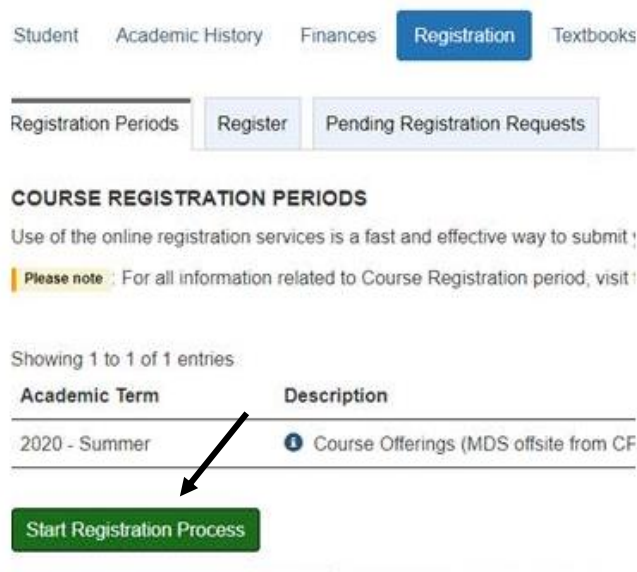 Student Academic History Finances Registration Textbooks
Registration Periods Register Pending Registration Requests
COURSE REGISTRATION PERIODS
Use of the online registration services is a fast and effective way to submit
Please note : For all information related to Course Registration period, visit
Showing 1 to 1 of 1 entries
Academic Term Description
2020 - Summer Course Offerings (MDS offsite from CF
Start Registration Process